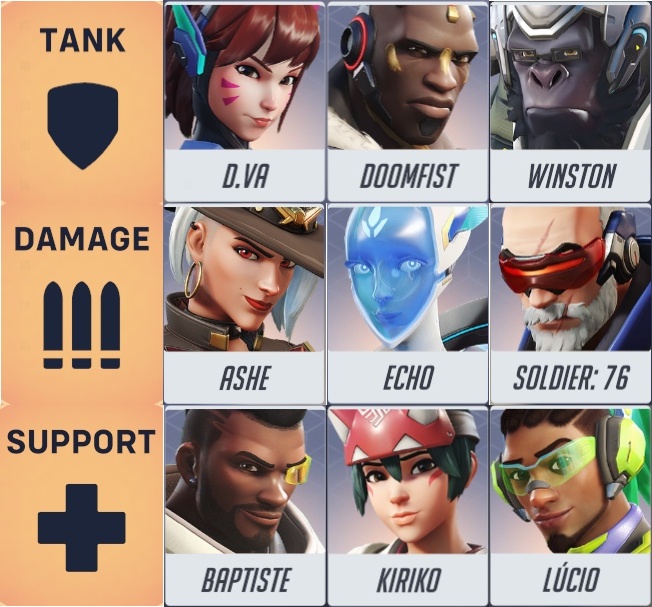 TANK
D.VA
DOOMFIST
WINSTON
DAMAGE
ASHE
ECHO
SOLDIER: 76
SUPPORT
BAPTISTE
KIRIKO
LÚCIO